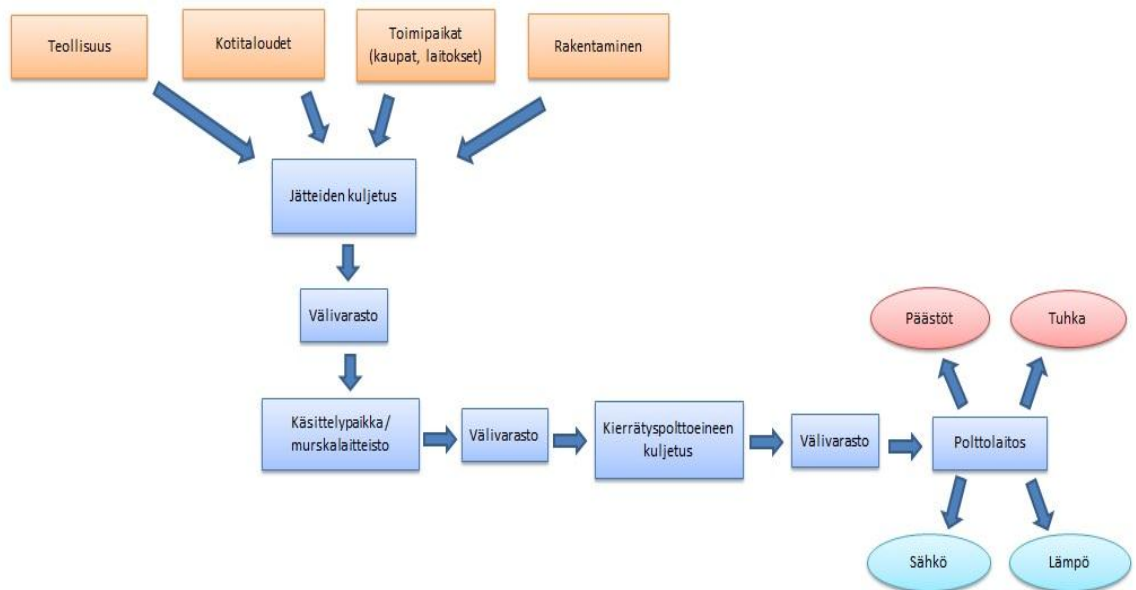 Teollisuus
Kotitaloudet
Toimipaikat
(kaupat, laitokset)
Rakentaminen
Jätteiden kuljetus
Välivarasto
Käsittelypaikka/
murskalaitteisto
Välivarasto
Kierrätyspolttoeineen
kuljetus
Välivarasto
Polttolaitos
Päästöt
Tuhka
Sähkö
Lämpö